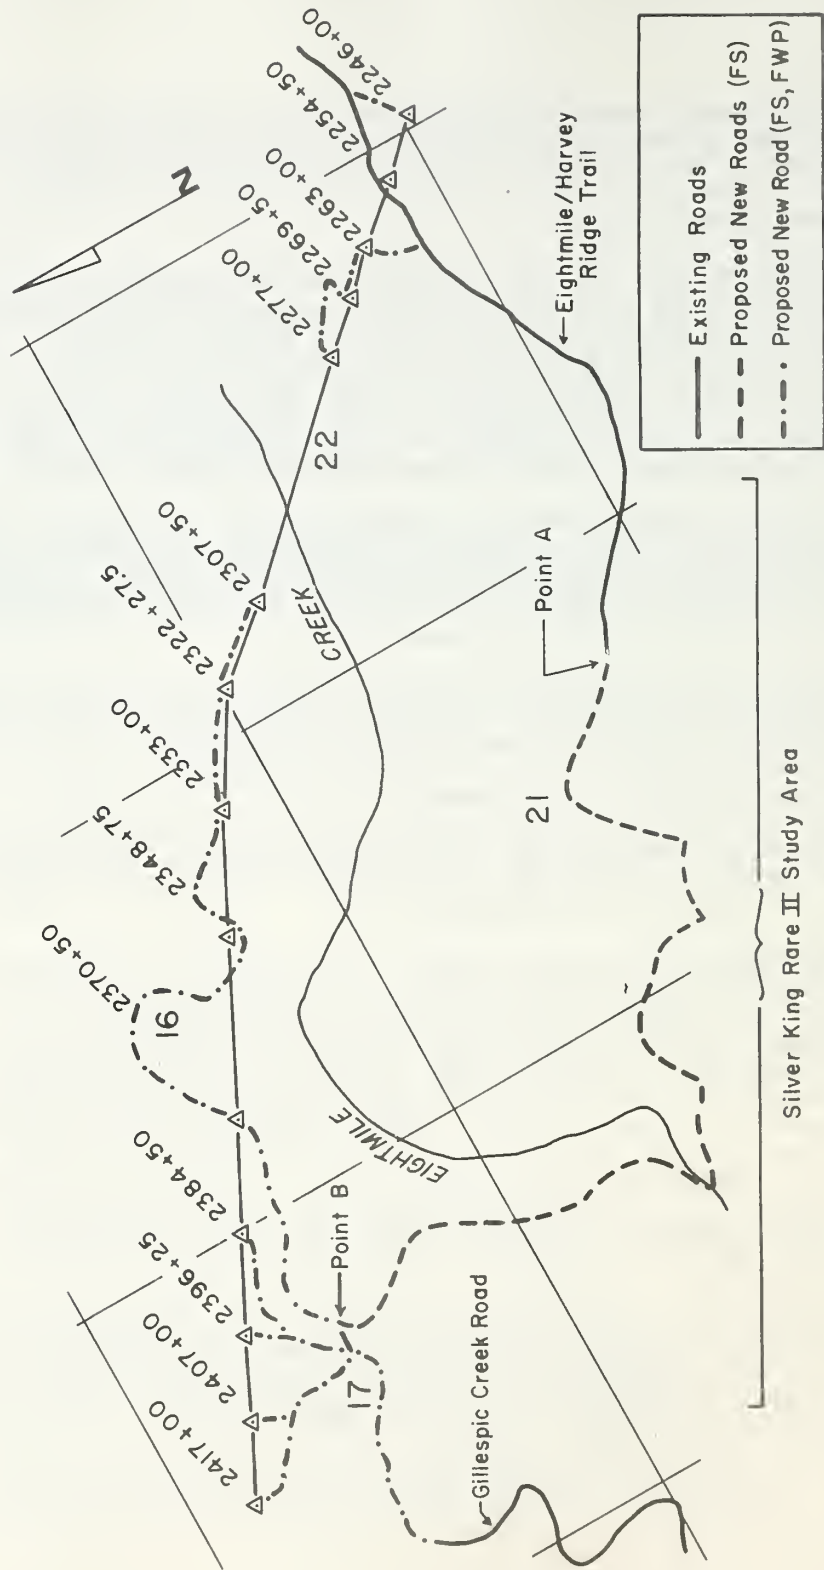 N
2246+00
2254+50
2263+00
2269+50
2277+00
22
2307+50
2322+27.5
2333+00
2348+75
2370+50
16
2384+50
2396+25
2407+00
2417+00
CREEK
EIGHTMILE
Point B
17
Gillespic Creek Road
21
Point A
Eightmile/Harvey
Ridge Trail
Existing Roads
Proposed New Roads (FS)
Proposed New Road (FS, FWP)
Silver King Rare II Study Area